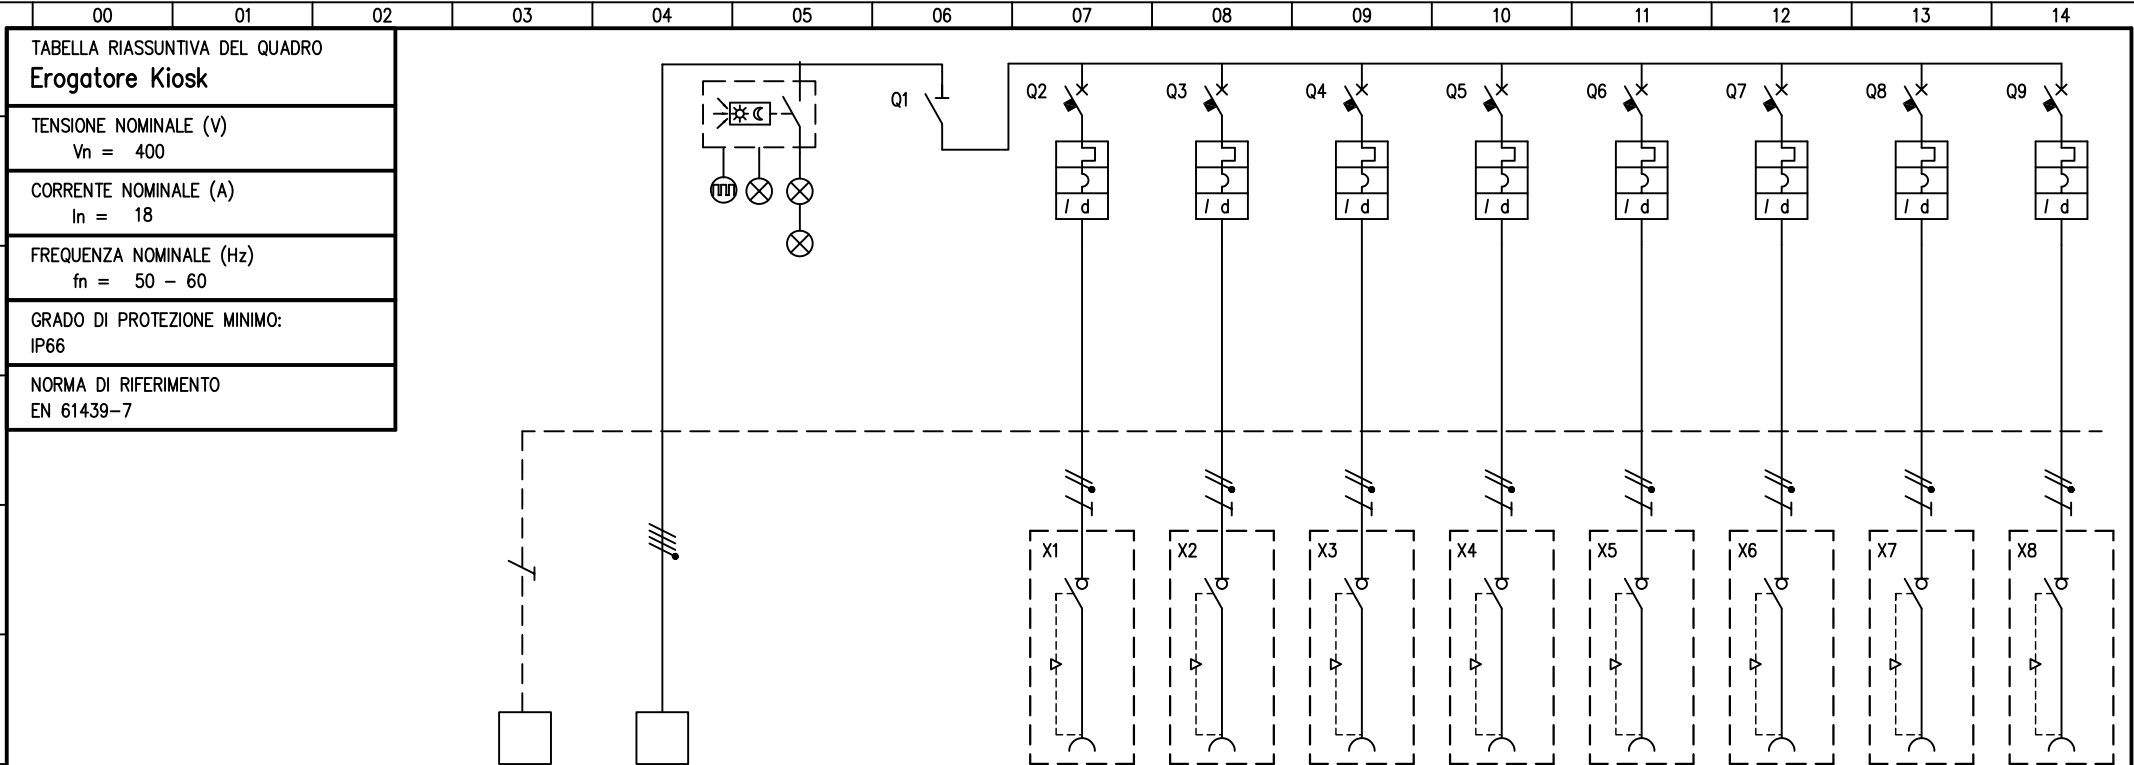 00 01 02 03 04 05 06 07 08 09 10 11 12 13 14
TABELLA RIASSUNTIVA DEL QUADRO
Erogatore Kiosk
TENSIONE NOMINALE (V)
Vn = 400
CORRENTE NOMINALE (A)
In = 18
FREQUENZA NOMINALE (Hz)
fn = 50 - 60
GRADO DI PROTEZIONE MINIMO:
IP66
NORMA DI RIFERIMENTO
EN 61439-7
Q1 Q2 Q3 Q4 Q5 Q6 Q7 Q8 Q9
I d I d I d I d I d I d I d I d
X1 X2 X3 X4 X5 X6 X7 X8